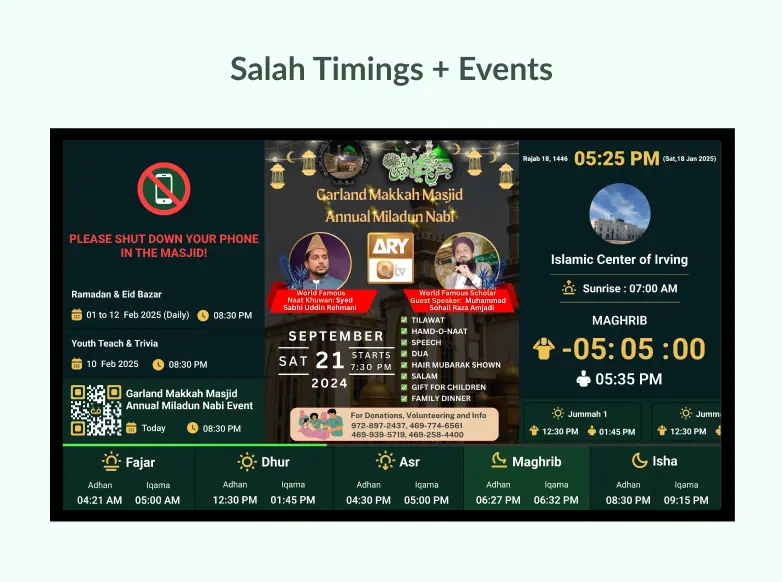 Salah Timings + Events
PLEASE SHUT DOWN YOUR PHONE
IN THE MASJID!
Ramadan & Eid Bazar
01 to 12 Feb 2025 (Daily) 08:30 PM
Youth Teach & Trivia
10 Feb 2025 08:30 PM
Garland Makkah Masjid
Annual Miladun Nabi Event
Today 08:30 PM
Garland Makkah Masjid
Annual Miladun Nabi
ARY
Qtv
World Famous
Naat Khuwan: Syed
Sabhi Uddin Rehmani
World Famous Scholar
Guest Speaker: Muhammad
Sohail Raza Amjadi
SEPTEMBER
SAT 21 STARTS
7:30 PM
2024
TILAWAT
HAMD-O-NAAT
SPEECH
DUA
HAIR MUBARAK SHOWN
SALAM
GIFT FOR CHILDREN
FAMILY DINNER
For Donations, Volunteering and Info
972-897-2437, 469-774-6561
469-939-5719, 469-258-4400
Rajab 18, 1446 05:25 PM (Sat,18 Jan 2025)
Islamic Center of Irving
Sunrise : 07:00 AM
MAGHRIB
-05: 05 :00
05:35 PM
Jummah 1
12:30 PM 01:45 PM
Jumm
12:30 PM
Fajar
Adhan Iqama
04:21 AM 05:00 AM
Dhur
Adhan Iqama
12:30 PM 01:45 PM
Asr
Adhan Iqama
04:30 PM 05:00 PM
Maghrib
Adhan Iqama
06:27 PM 06:32 PM
Isha
Adhan Iqama
08:30 PM 09:15 PM